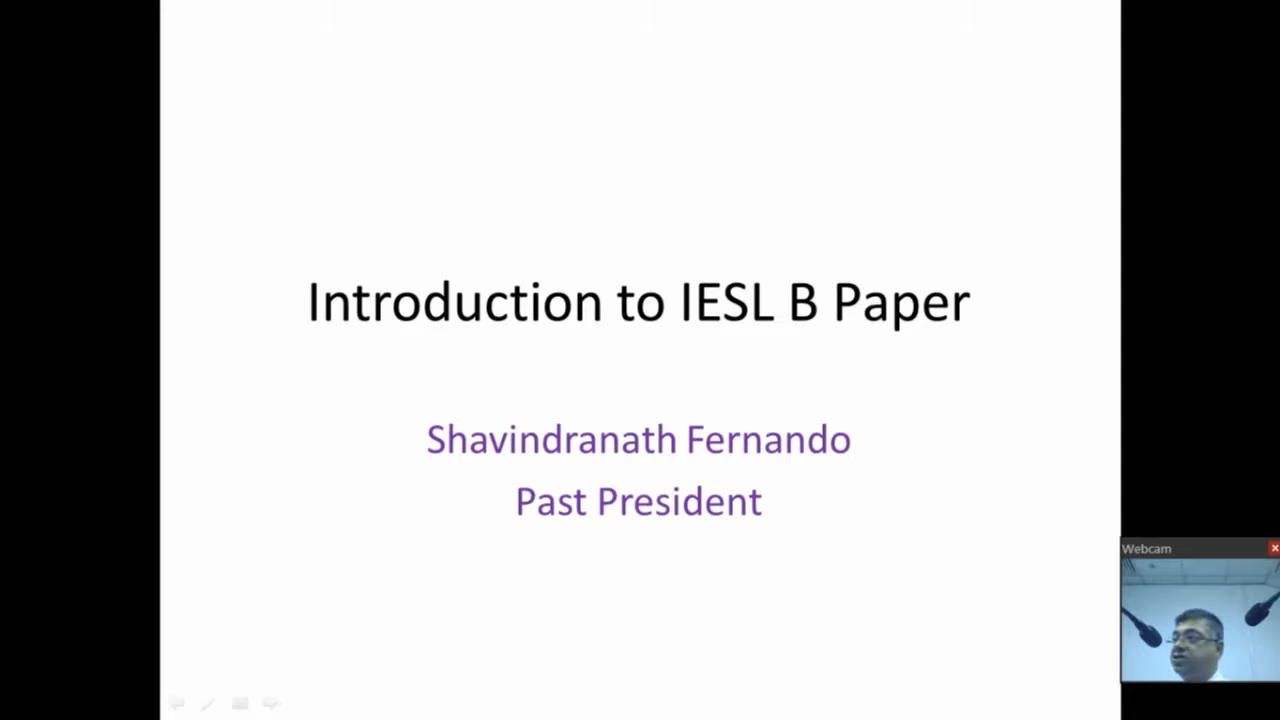 Introduction to IESL B Paper
Shavindranath Fernando
Past President
Webcam